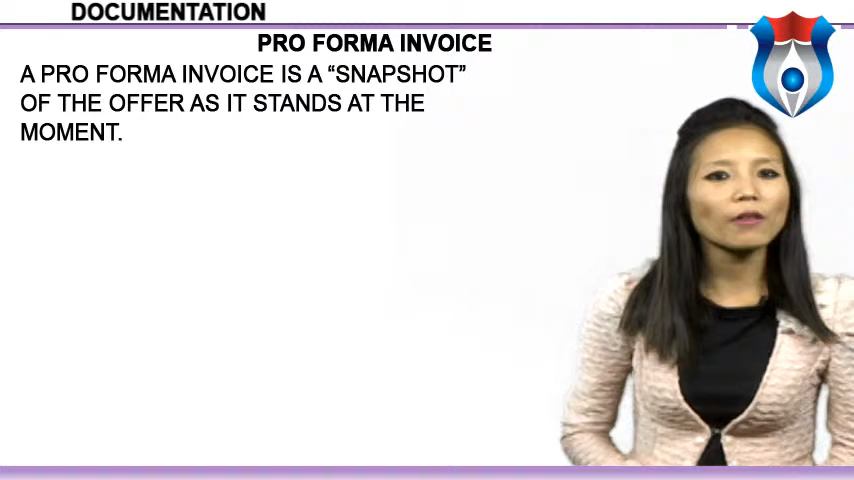 DOCUMENTATION
PRO FORMA INVOICE
A PRO FORMA INVOICE IS A “SNAPSHOT”
OF THE OFFER AS IT STANDS AT THE
MOMENT.